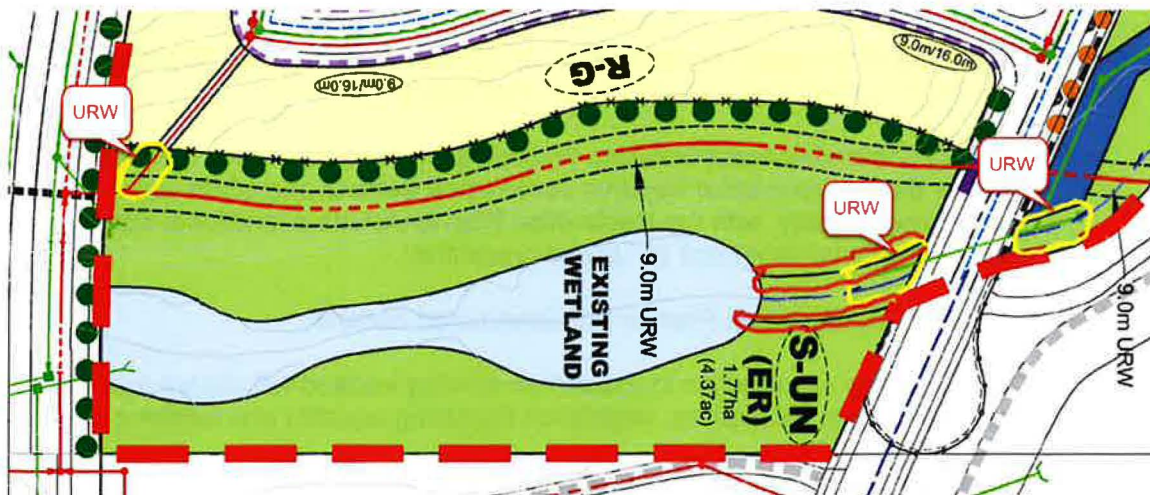 9.0m/16.0m
9.0m/16.0m
R-G
URW
URW
URW
9.0m URW
EXISTING
WETLAND
S-UN
(ER)
1.77ha
(4.37ac)
9.0m URW